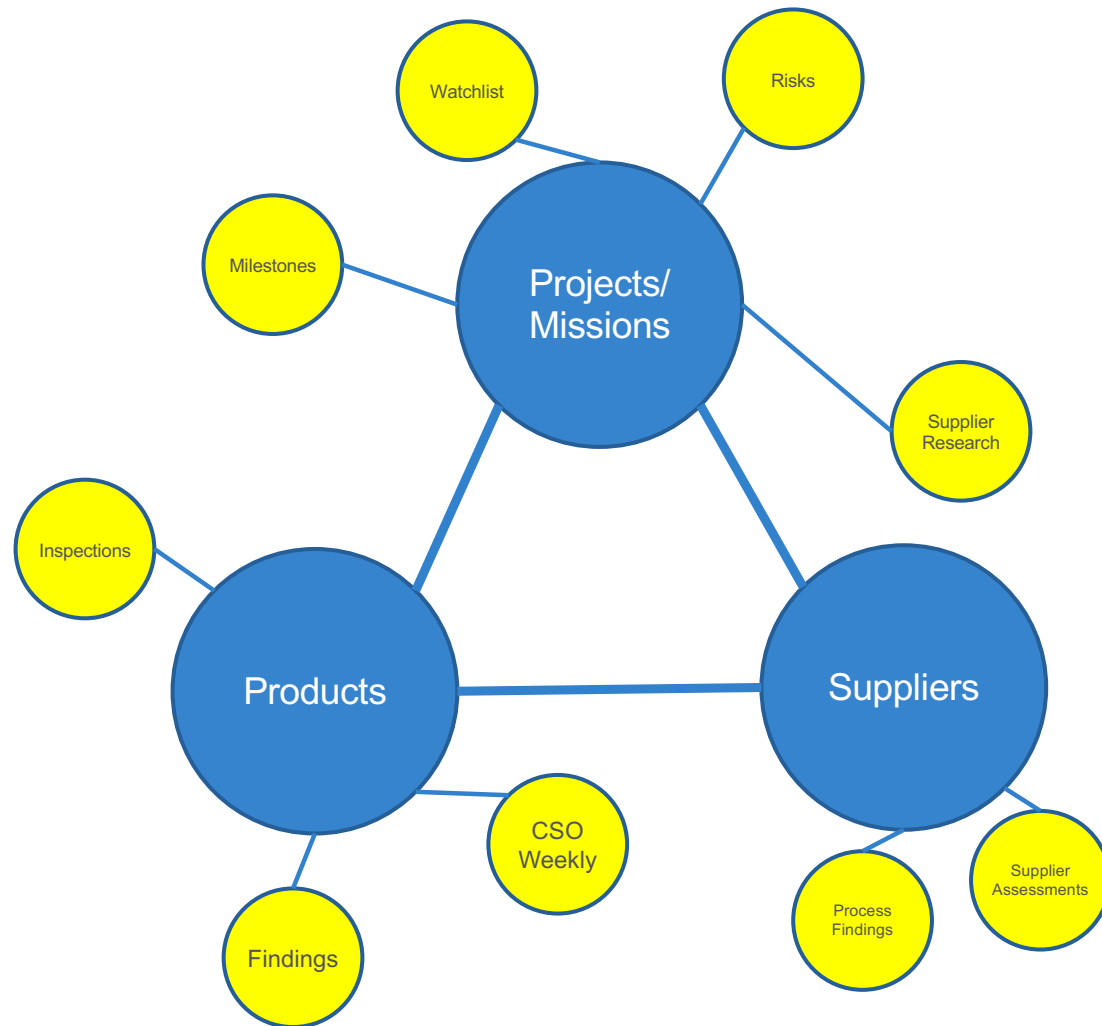 Watchlist
Risks
Milestones
Projects/
Missions
Supplier
Research
Inspections
Products
Suppliers
CSO
Weekly
Findings
Process
Findings
Supplier
Assessments